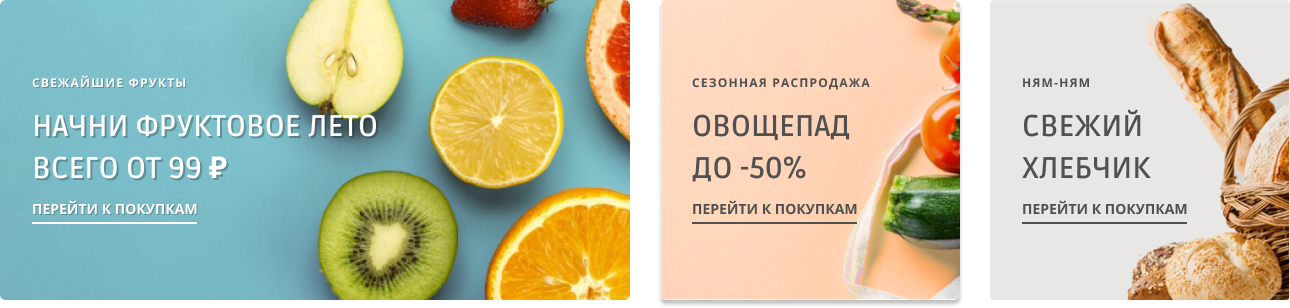 СВЕЖАЙШИЕ ФРУКТЫ
НАЧНИ ФРУКТОВОЕ ЛЕТО
ВСЕГО ОТ 99 ₽
ПЕРЕЙТИ К ПОКУПКАМ
СЕЗОННАЯ РАСПРОДАЖА
ОВОЩЕПАД
ДО -50%
ПЕРЕЙТИ К ПОКУПКАМ
НЯМ-НЯМ
СВЕЖИЙ
ХЛЕБЧИК
ПЕРЕЙТИ К ПОКУПКАМ